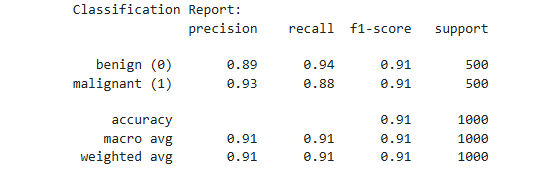 Classification Report:
precision recall f1-score support
benign (0) 0.89 0.94 0.91 500
malignant (1) 0.93 0.88 0.91 500
accuracy 0.91 1000
macro avg 0.91 0.91 0.91 1000
weighted avg 0.91 0.91 0.91 1000